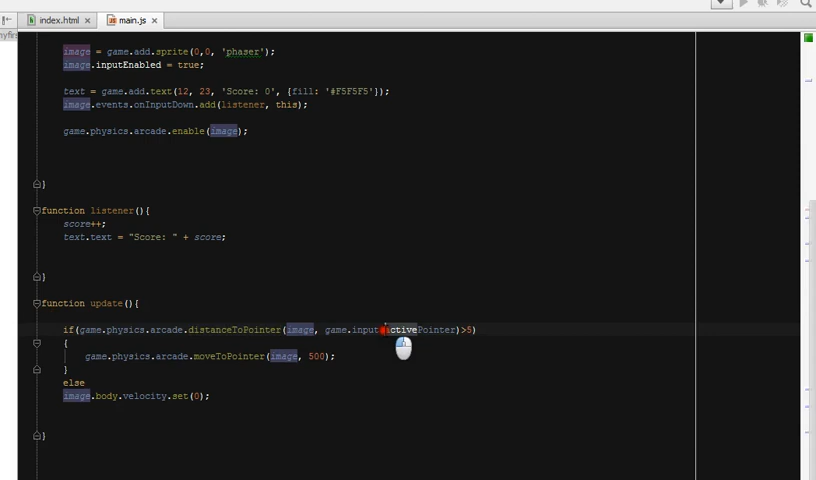 index.html main.js
myfirs
image = game.add.sprite(0,0, 'phaser');
image.inputEnabled = true;
text = game.add.text(12, 23, 'Score: 0', {fill: '#F5F5F5'});
image.events.onInputDown.add(listener, this);
game.physics.arcade.enable(image);
}
function listener(){
score++;
text.text = "Score: " + score;
}
function update(){
if(game.physics.arcade.distanceToPointer(image, game.input.activePointer)>5)
{
game.physics.arcade.moveToPointer(image, 500);
}
else
image.body.velocity.set(0);
}